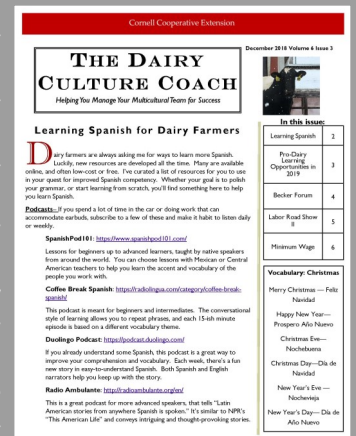 Cornell Cooperative Extension
December 2018 Volume 6 Issue 3
THE DAIRY
CULTURE COACH
Helping You Manage Your Multicultural Team for Success
Learning Spanish for Dairy Farmers
Dairy farmers are always asking me for ways to learn more Spanish.
Luckily, new resources are developed all the time. Many are available
online, and often low-cost or free. I've curated a list of resources for you to use
in your quest for improved Spanish competency. Whether your goal is to polish
your grammar, or start learning from scratch, you'll find something here to help
you learn Spanish.
Podcasts—If you spend a lot of time in the car or doing work that can
accommodate earbuds, subscribe to a few of these and make it habit to listen daily
or weekly.
SpanishPod101: https://www.spanishpod101.com/
Lessons for beginners up to advanced learners, taught by native speakers
from around the world. You can choose lessons with Mexican or Central
American teachers to help you learn the accent and vocabulary of the
people you work with.
Coffee Break Spanish: https://radiolingua.com/category/coffee-break-
spanish/
This podcast is meant for beginners and intermediates. The conversational
style of learning allows you to repeat phrases, and each 15-ish minute
episode is based on a different vocabulary theme.
Duolingo Podcast: https://podcast.duolingo.com/
If you already understand some Spanish, this podcast is a great way to
improve your comprehension and vocabulary. Each week, there's a fun
new story in easy-to-understand Spanish. Both Spanish and English
narrators help you keep up with the story.
Radio Ambulante: http://radioambulante.org/en/
This is a great podcast for more advanced speakers, that tells "Latin
American stories from anywhere Spanish is spoken." It's similar to NPR's
"This American Life" and conveys intriguing and thought-provoking stories.
In this issue:
Learning Spanish 2
Pro-Dairy
Learning
Opportunities in
2019
3
Becker Forum 4
Labor Road Show
II
5
Minimum Wage 6
Vocabulary: Christmas
Merry Christmas — Feliz
Navidad
Happy New Year—
Prospero Año Nuevo
Christmas Eve—
Nochebuena
Christmas Day—Día de
Navidad
New Year's Eve —
Nochevieja
New Year's Day— Día de
Año Nuevo